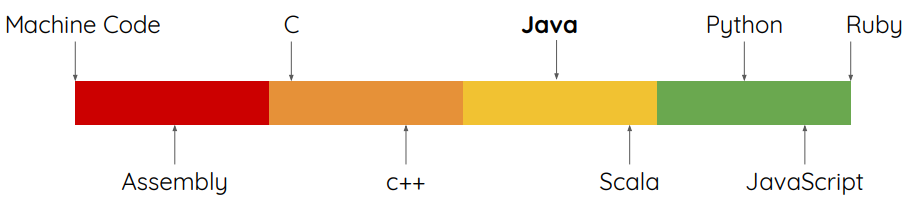 Machine Code
C
Java
Python
Ruby
Assembly
c++
Scala
JavaScript